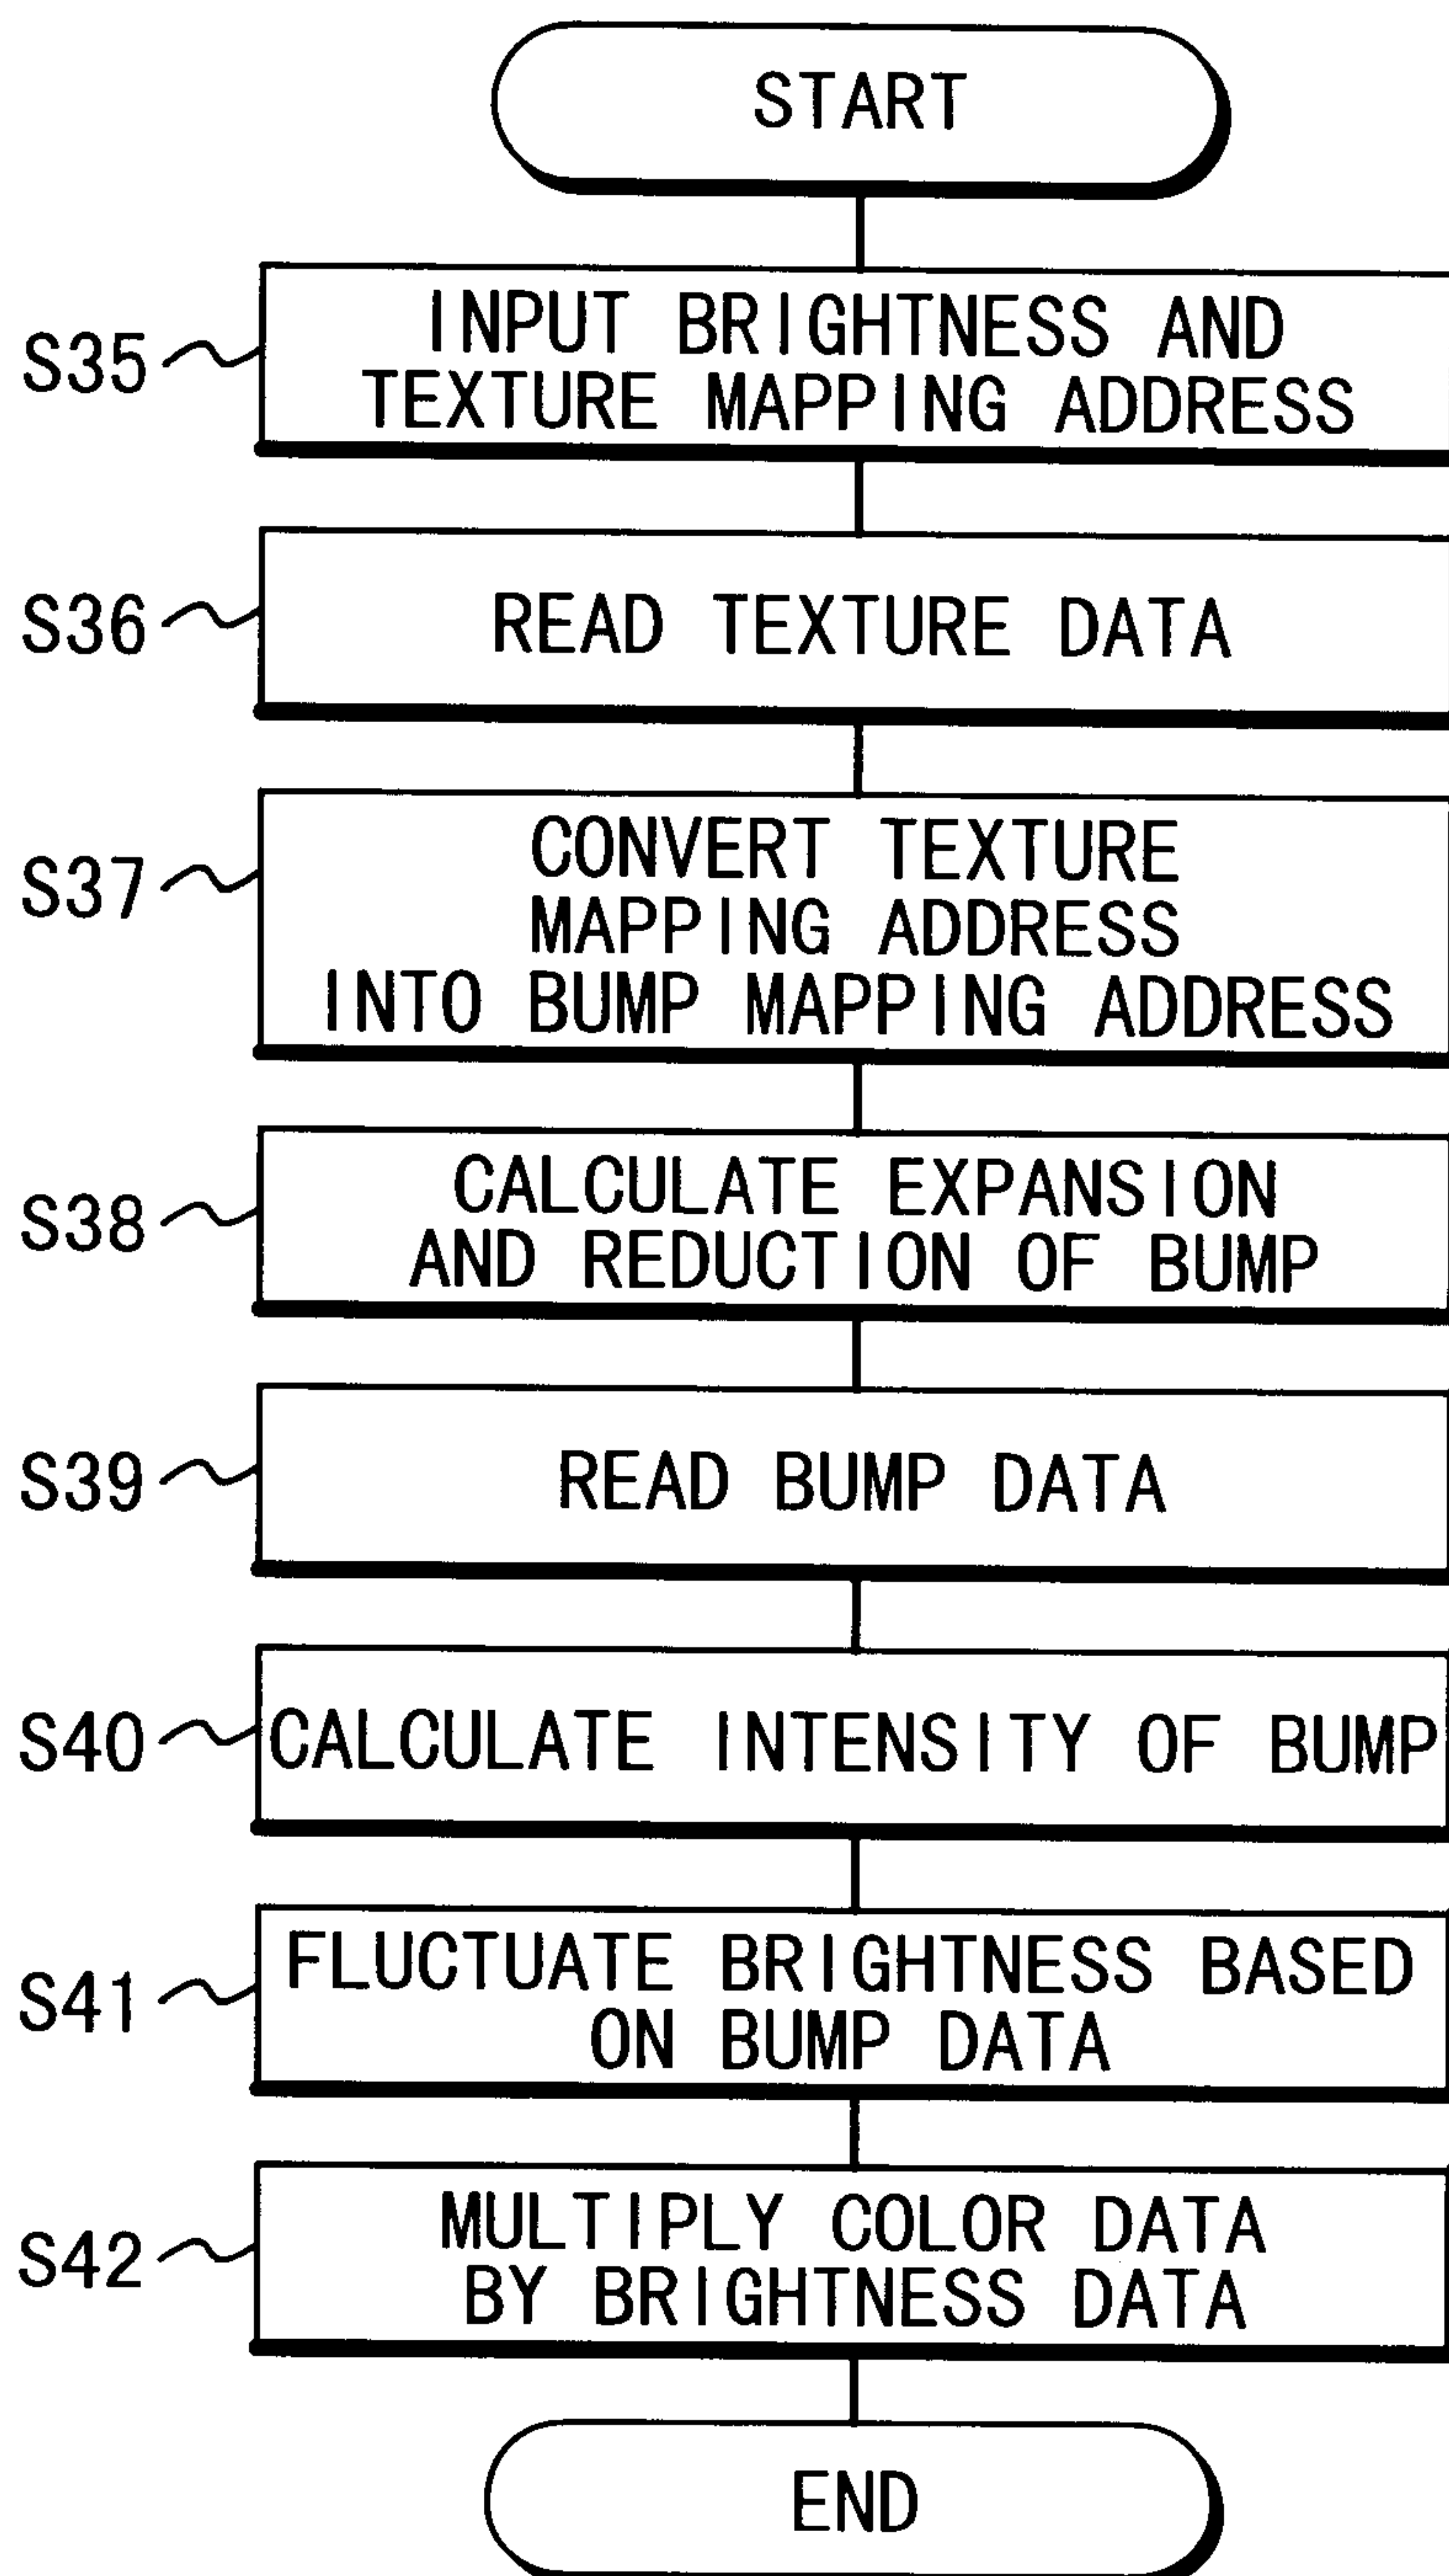 START
S35
INPUT BRIGHTNESS AND
TEXTURE MAPPING ADDRESS
S36
READ TEXTURE DATA
S37
CONVERT TEXTURE
MAPPING ADDRESS
INTO BUMP MAPPING ADDRESS
S38
CALCULATE EXPANSION
AND REDUCTION OF BUMP
S39
READ BUMP DATA
S40
CALCULATE INTENSITY OF BUMP
S41
FLUCTUATE BRIGHTNESS BASED
ON BUMP DATA
S42
MULTIPLY COLOR DATA
BY BRIGHTNESS DATA
END